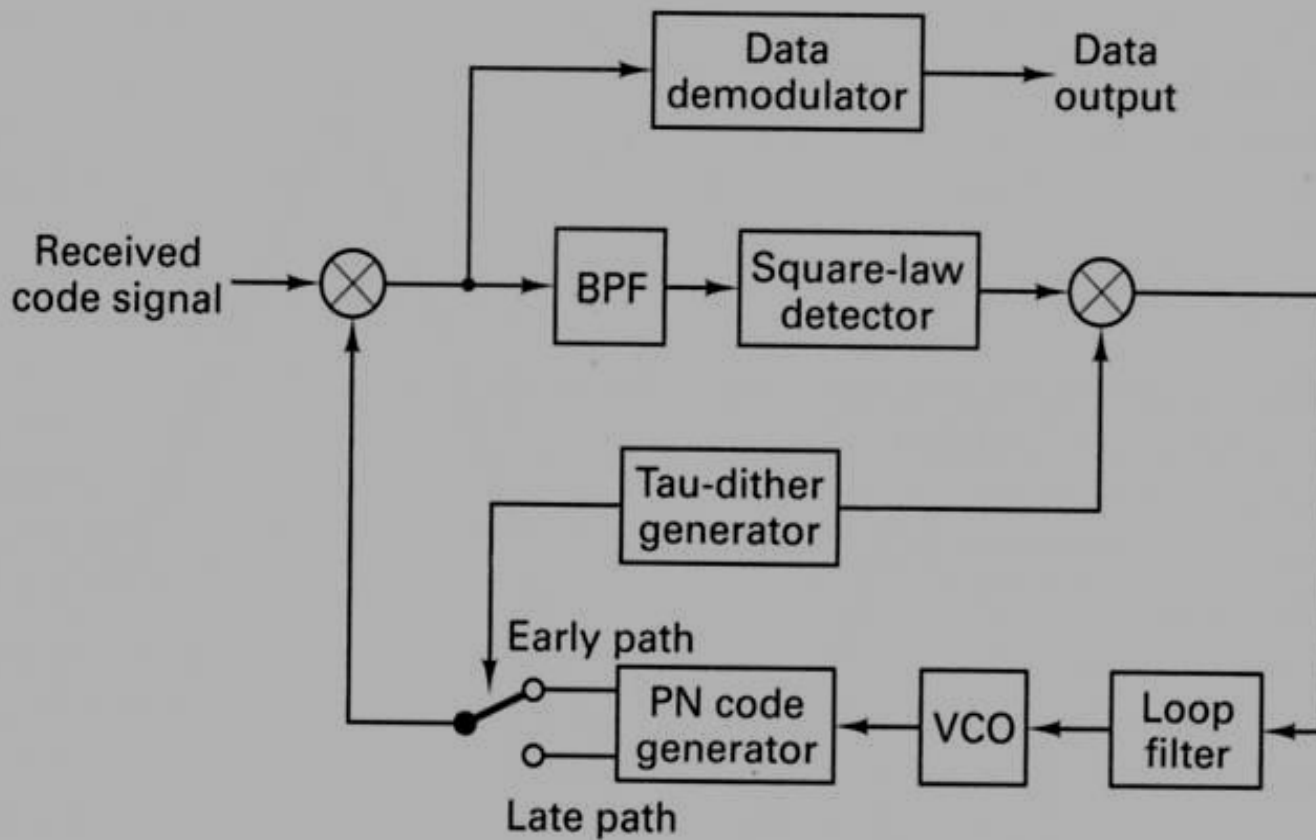 Data
demodulator
Data
output
Received
code signal
BPF
Square-law
detector
Tau-dither
generator
Early path
PN code
generator
VCO
Loop
filter
Late path